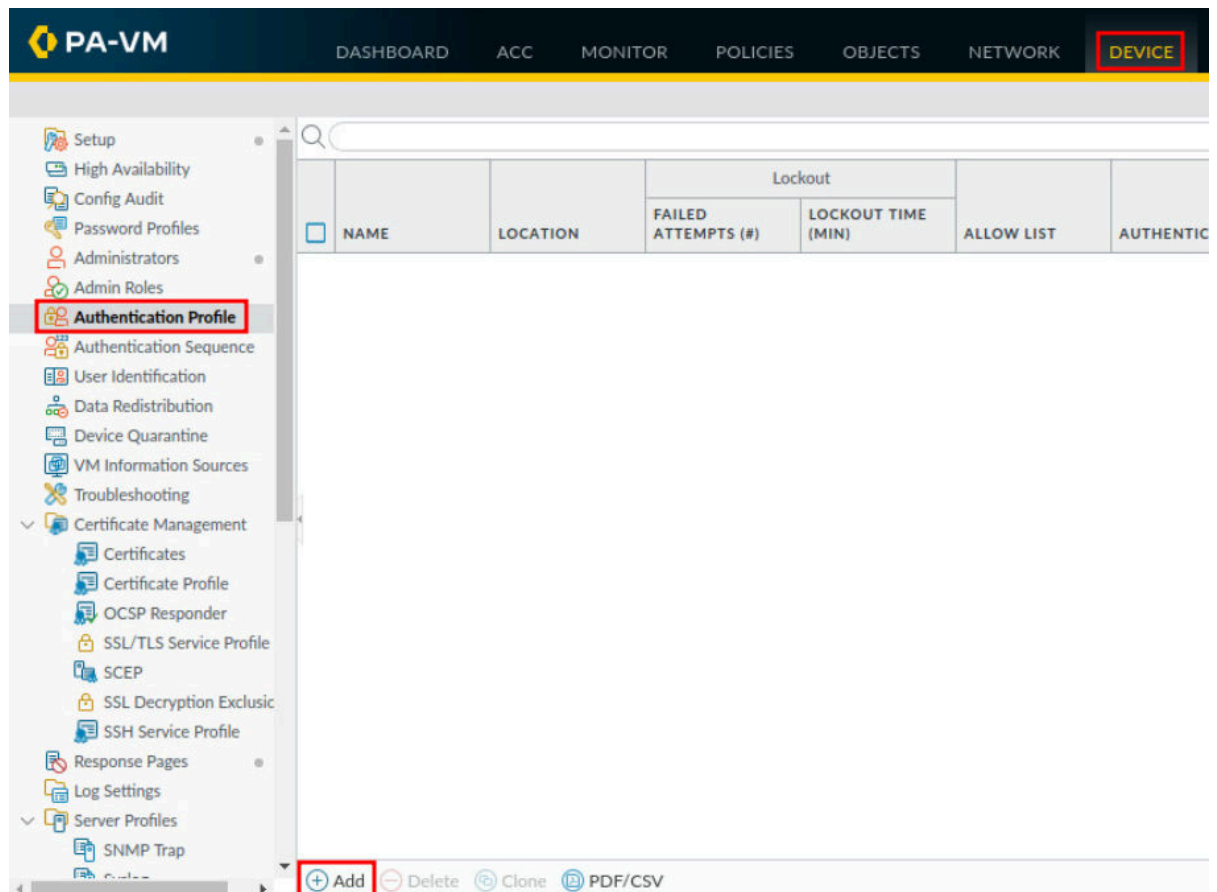 PA-VM
DASHBOARD ACC MONITOR POLICIES OBJECTS NETWORK DEVICE
Setup
High Availability
Config Audit
Password Profiles
Administrators
Admin Roles
Authentication Profile
Authentication Sequence
User Identification
Data Redistribution
Device Quarantine
VM Information Sources
Troubleshooting
Certificate Management
Certificates
Certificate Profile
OCSP Responder
SSL/TLS Service Profile
SCEP
SSL Decryption Exclusic
SSH Service Profile
Response Pages
Log Settings
Server Profiles
SNMP Trap
Lockout
NAME LOCATION FAILED ATTEMPTS (#) LOCKOUT TIME (MIN) ALLOW LIST AUTHENTIC
Add Delete Clone PDF/CSV